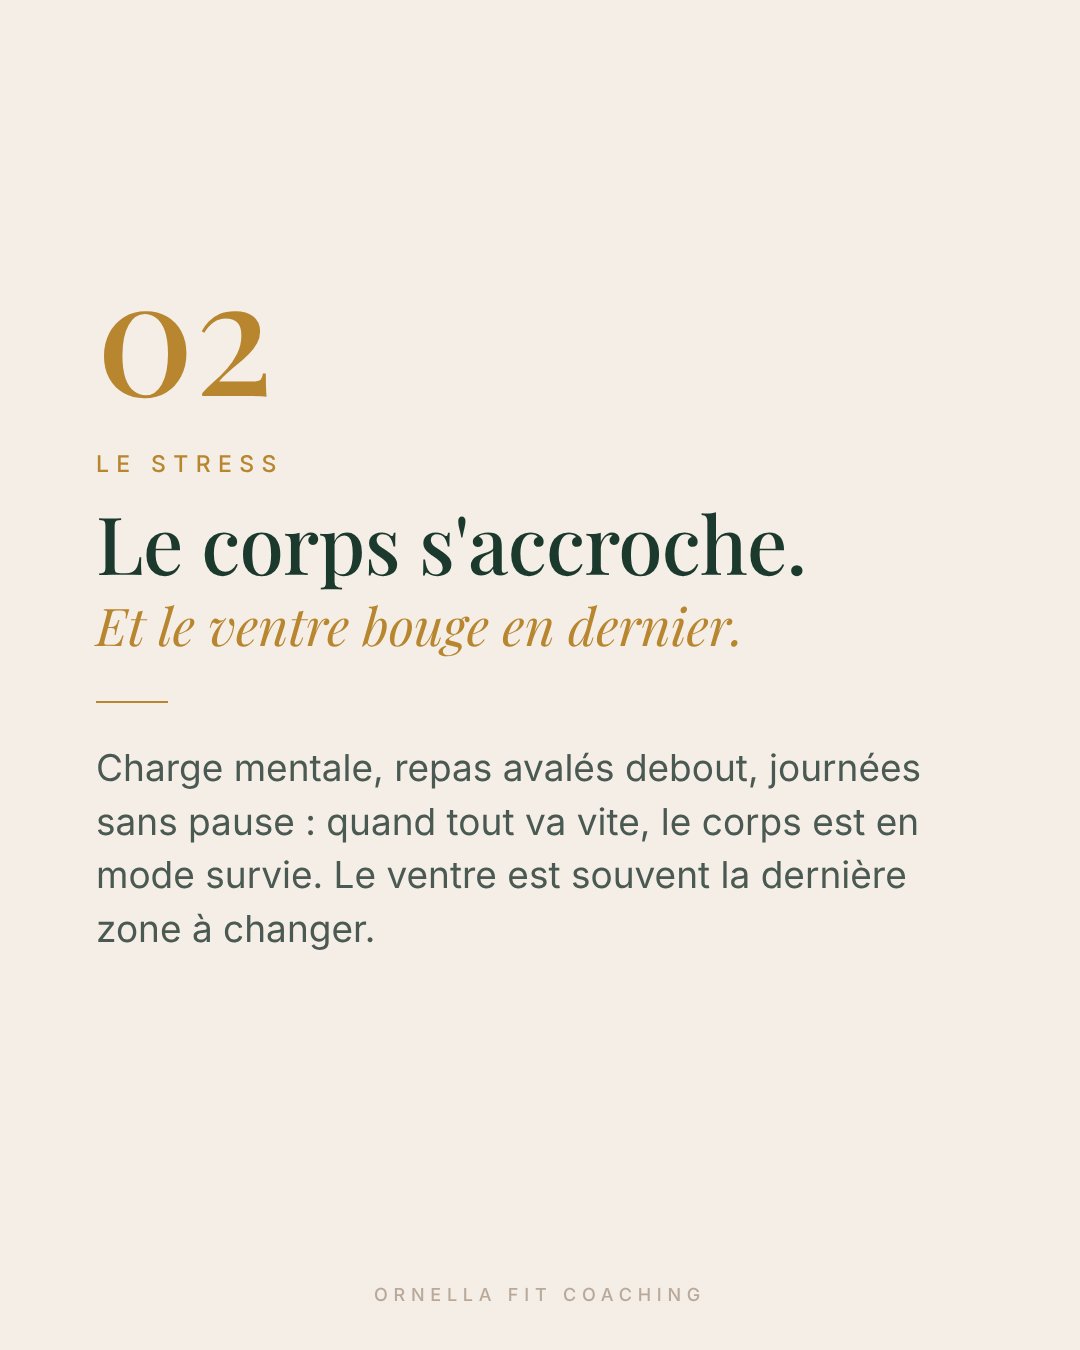 02
LE STRESS
Le corps s'accroche.
Et le ventre bouge en dernier.
Charge mentale, repas avalés debout, journées
sans pause : quand tout va vite, le corps est en
mode survie. Le ventre est souvent la dernière
zone à changer.
ORNELLA FIT COACHING